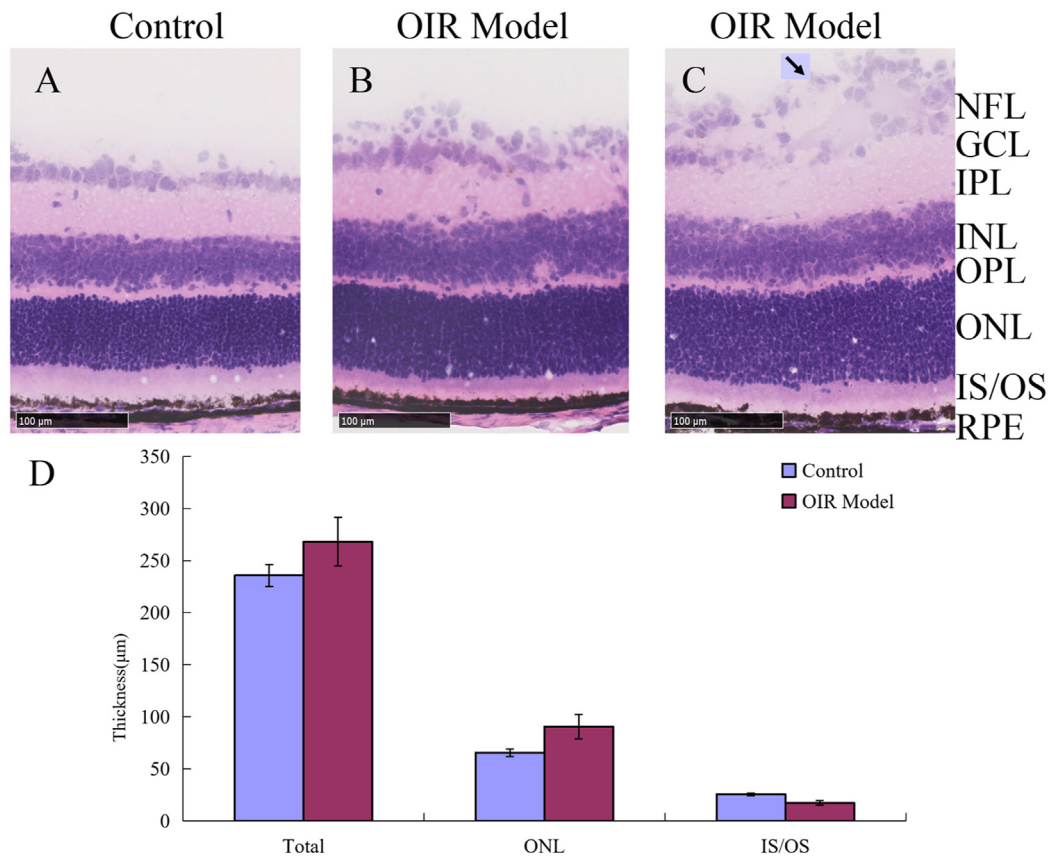 Control
OIR Model
OIR Model
A
B
C
NFL
GCL
IPL
INL
OPL
ONL
IS/OS
RPE
100 μm
100 μm
100 μm
D
350
300
250
200
150
100
50
0
Thickness(μm)
Control
OIR Model
Total
ONL
IS/OS